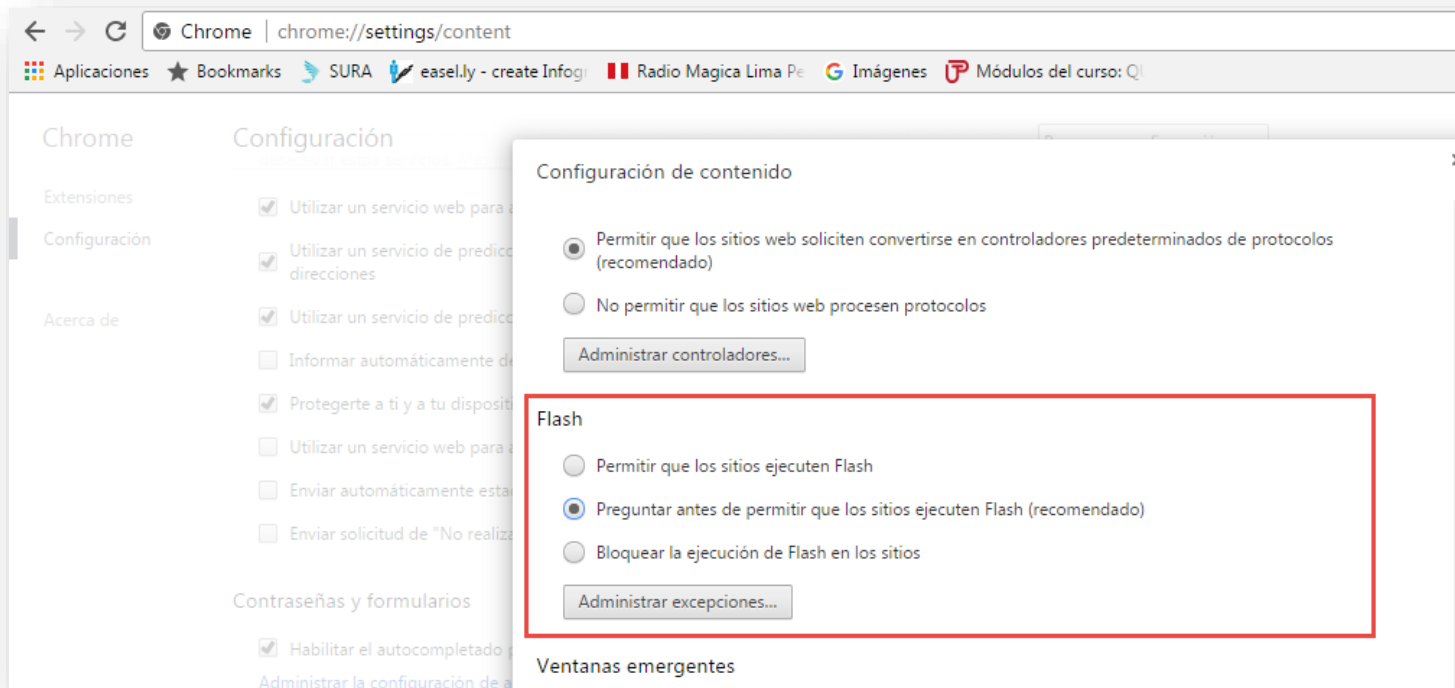 Chrome | chrome://settings/content
Aplicaciones Bookmarks SURA easel.ly - create Infog Radio Magica Lima Pe Imágenes Módulos del curso:
Chrome
Configuración
Extensiones
Configuración
Acerca de
Utilizar un servicio web para
Utilizar un servicio de
direcciones
Utilizar un servicio de
Informar automáticamente
Protegerte a ti y a tu
Utilizar un servicio web para
Enviar automáticamente
Enviar solicitud de "No
Contraseñas y formularios
Habilitar el autocompletado
Administrar la configuración de
Configuración de contenido
Permitir que los sitios web soliciten convertirse en controladores predeterminados de protocolos
(recomendado)
No permitir que los sitios web procesen protocolos
Administrar controladores...
Flash
Permitir que los sitios ejecuten Flash
Preguntar antes de permitir que los sitios ejecuten Flash (recomendado)
Bloquear la ejecución de Flash en los sitios
Administrar excepciones...
Ventanas emergentes